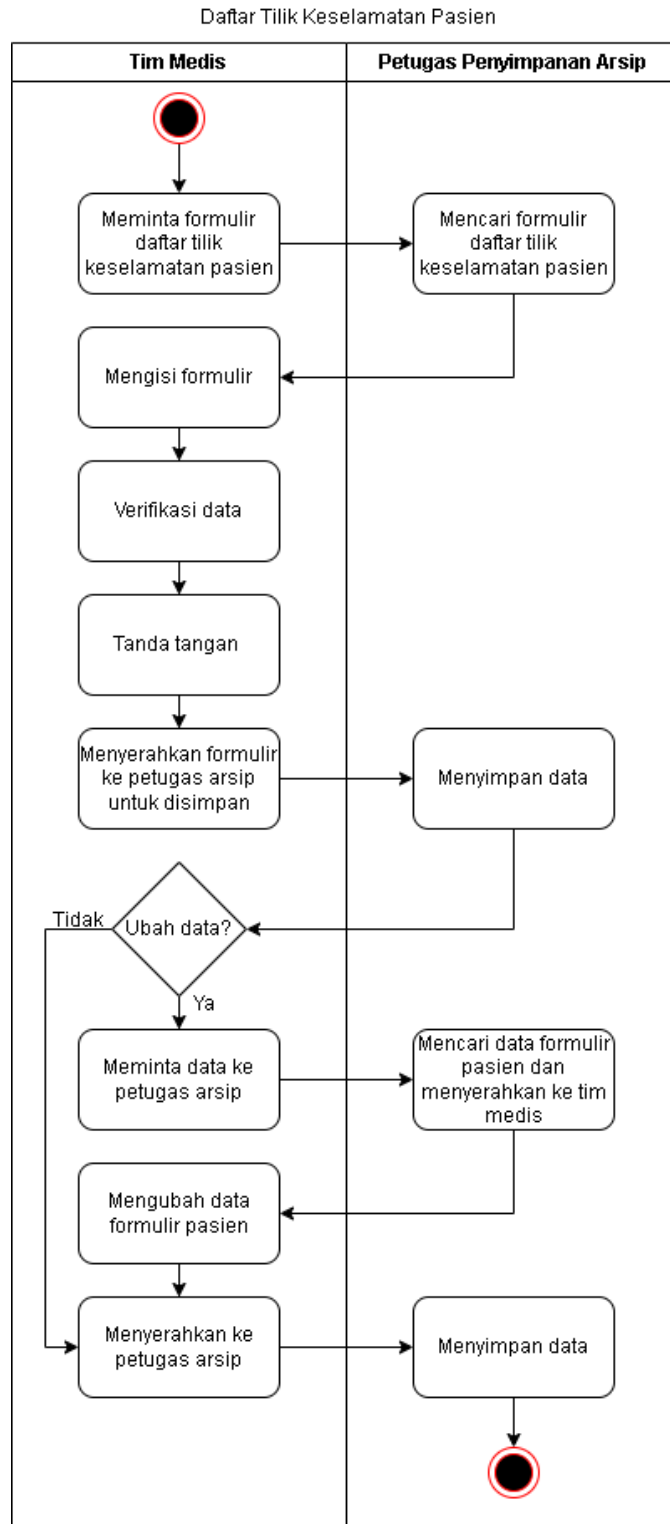 Daftar Tilik Keselamatan Pasien
Tim Medis
Petugas Penyimpanan Arsip
Meminta formulir
daftar tilik
keselamatan pasien
Mencari formulir
daftar tilik
keselamatan pasien
Mengisi formulir
Verifikasi data
Tanda tangan
Menyerahkan formulir
ke petugas arsip
untuk disimpan
Menyimpan data
Ubah data?
Tidak
Ya
Meminta data ke
petugas arsip
Mencari data formulir
pasien dan
menyerahkan ke tim
medis
Mengubah data
formulir pasien
Menyerahkan ke
petugas arsip
Menyimpan data